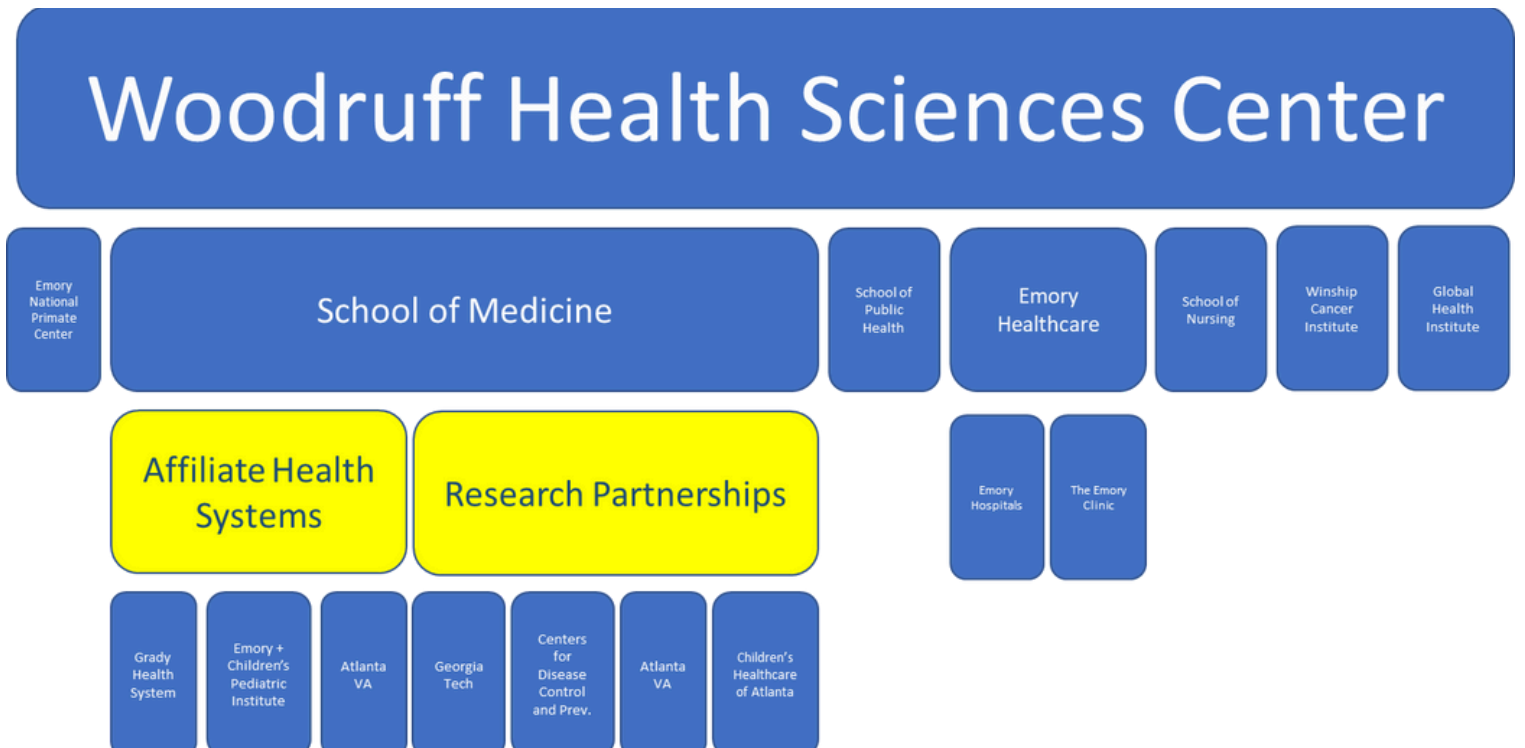 Woodruff Health Sciences Center
Emory
National
Primate
Center
School of Medicine
School of
Public
Health
Emory
Healthcare
School of
Nursing
Winship
Cancer
Institute
Global
Health
Institute
Affiliate Health
Systems
Research Partnerships
Emory
Hospitals
The Emory
Clinic
Grady
Health
System
Emory +
Children's
Pediatric
Institute
Atlanta
VA
Georgia
Tech
Centers
for
Disease
Control
and Prev.
Atlanta
VA
Children's
Healthcare
of Atlanta